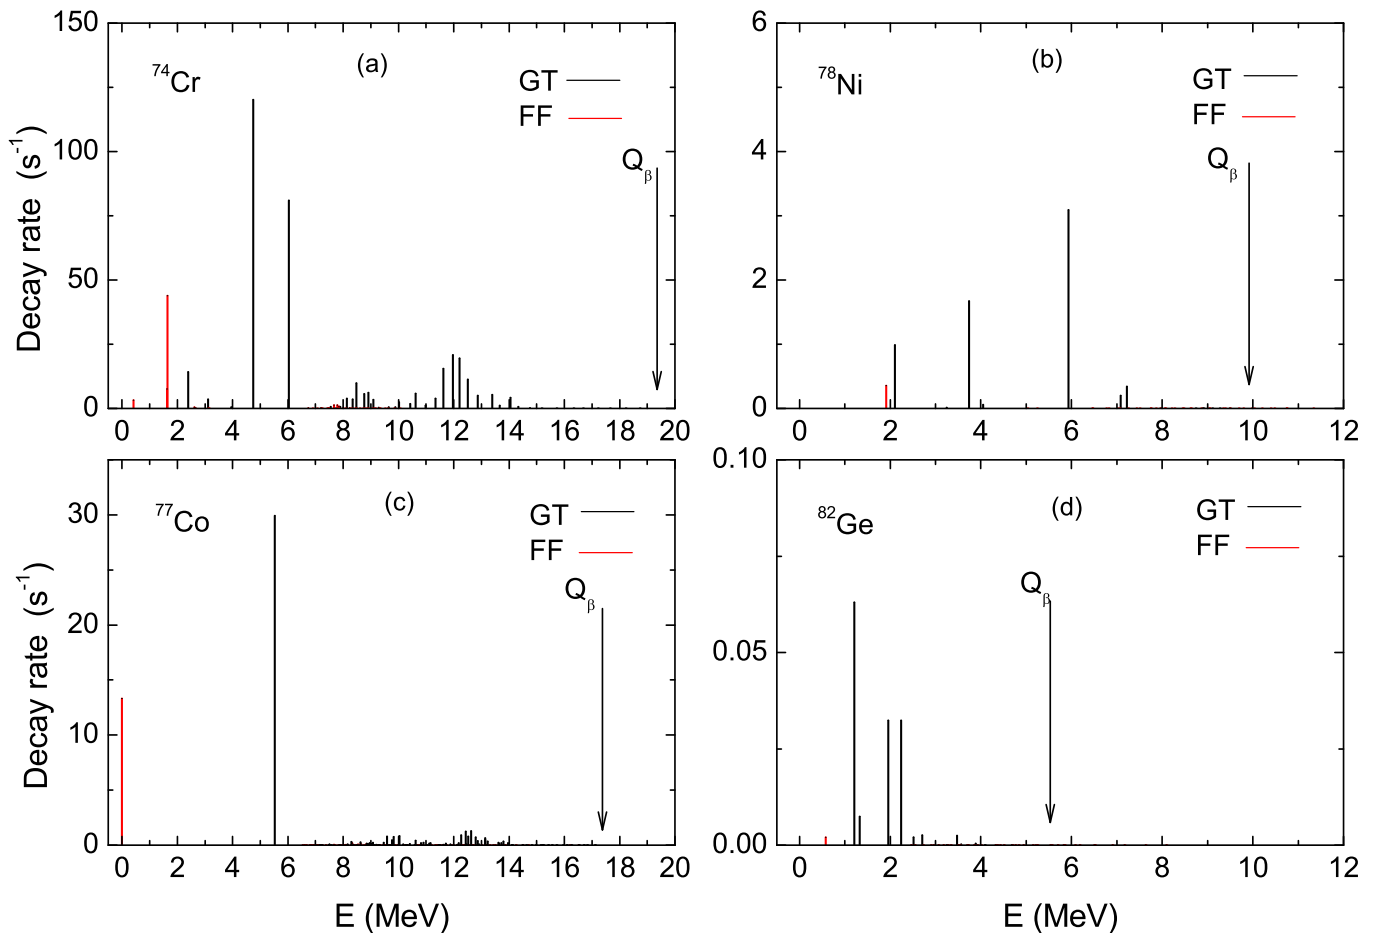 150
100
50
0
Decay rate (s⁻¹)
⁷⁴Cr
(a)
GT
FF
Qβ
0 2 4 6 8 10 12 14 16 18 20
6
4
2
0
⁷⁸Ni
(b)
GT
FF
Qβ
0 2 4 6 8 10 12
30
20
10
0
Decay rate (s⁻¹)
⁷⁷Co
(c)
GT
FF
Qβ
0 2 4 6 8 10 12 14 16 18 20
E (MeV)
0.10
0.05
0.00
⁸²Ge
(d)
GT
FF
Qβ
0 2 4 6 8 10 12
E (MeV)